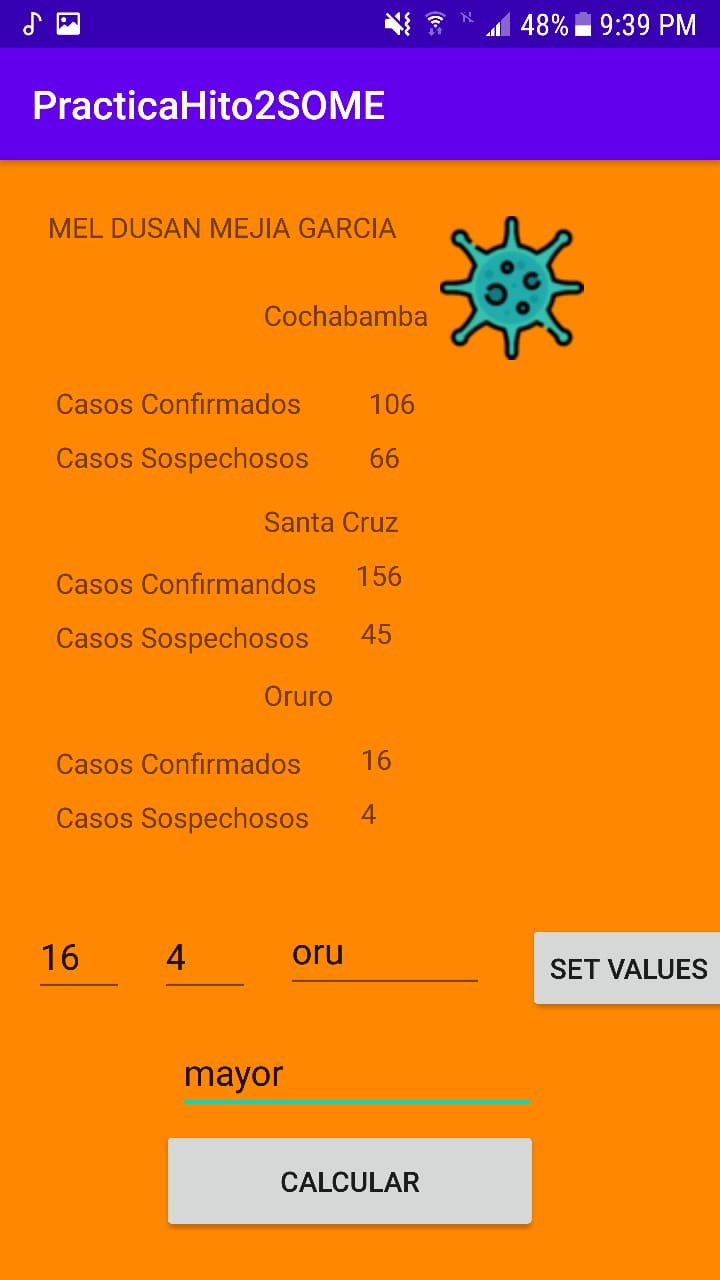 48% 9:39 PM
PracticaHito2SOME
MEL DUSAN MEJIA GARCIA
Cochabamba
Casos Confirmados 106
Casos Sospechosos 66
Santa Cruz
Casos Confirmandos 156
Casos Sospechosos 45
Oruro
Casos Confirmados 16
Casos Sospechosos 4
16 4 oru SET VALUES
mayor
CALCULAR